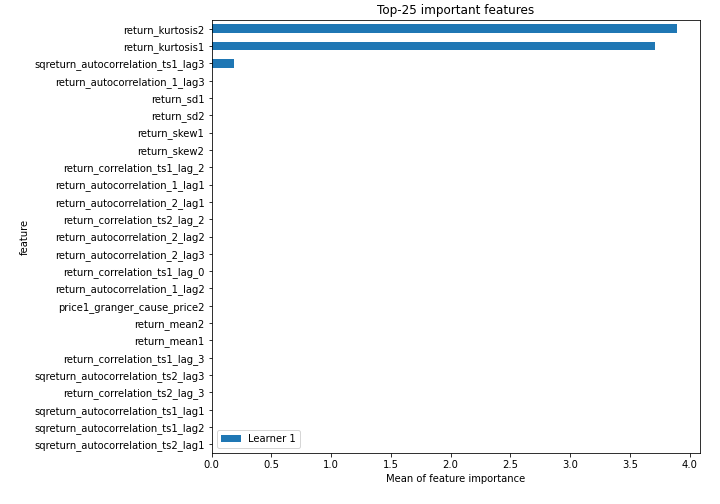 Top-25 important features
return_kurtosis2
return_kurtosis1
sqreturn_autocorrelation_ts1_lag3
return_autocorrelation_1_lag3
return_sd1
return_sd2
return_skew1
return_skew2
return_correlation_ts1_lag_2
return_autocorrelation_1_lag1
return_autocorrelation_2_lag1
return_correlation_ts2_lag_2
return_autocorrelation_2_lag2
return_autocorrelation_2_lag3
return_correlation_ts1_lag_0
return_autocorrelation_1_lag2
price1_granger_cause_price2
return_mean2
return_mean1
return_correlation_ts1_lag_3
sqreturn_autocorrelation_ts2_lag3
return_correlation_ts2_lag_3
sqreturn_autocorrelation_ts1_lag1
sqreturn_autocorrelation_ts1_lag2
sqreturn_autocorrelation_ts2_lag1
feature
Learner 1
0.0 0.5 1.0 1.5 2.0 2.5 3.0 3.5 4.0
Mean of feature importance